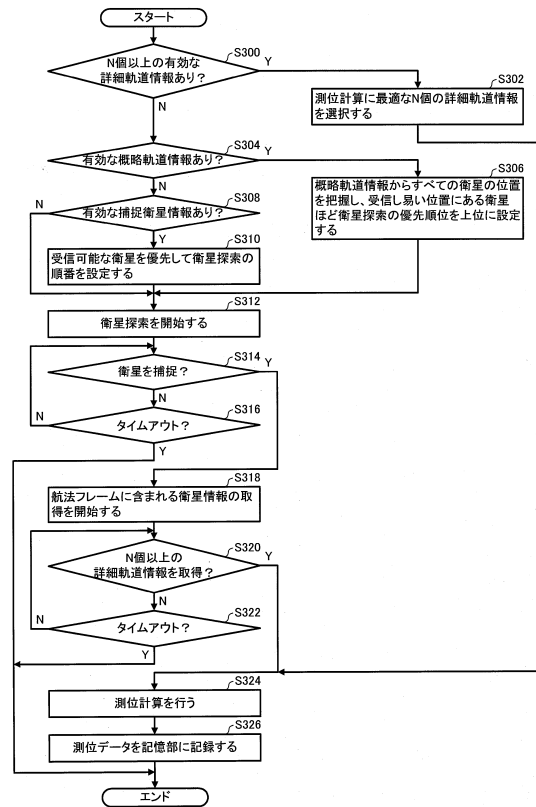 スタート
S300
N個以上の有効な
詳細軌道情報あり？
Y
N
S302
測位計算に最適なN個の詳細軌道情報
を選択する
S304
有効な概略軌道情報あり？
Y
N
S306
概略軌道情報からすべての衛星の位置
を把握し、受信し易い位置にある衛星
ほど衛星探索の優先順位を上位に設定
する
S308
有効な捕捉衛星情報あり？
N
Y
S310
受信可能な衛星を優先して衛星探索の
順番を設定する
S312
衛星探索を開始する
S314
衛星を捕捉？
Y
N
S316
タイムアウト？
N
Y
S318
航法フレームに含まれる衛星情報の取
得を開始する
S320
N個以上の
詳細軌道情報を取得？
Y
N
S322
タイムアウト？
N
Y
S324
測位計算を行う
S326
測位データを記憶部に記録する
エンド